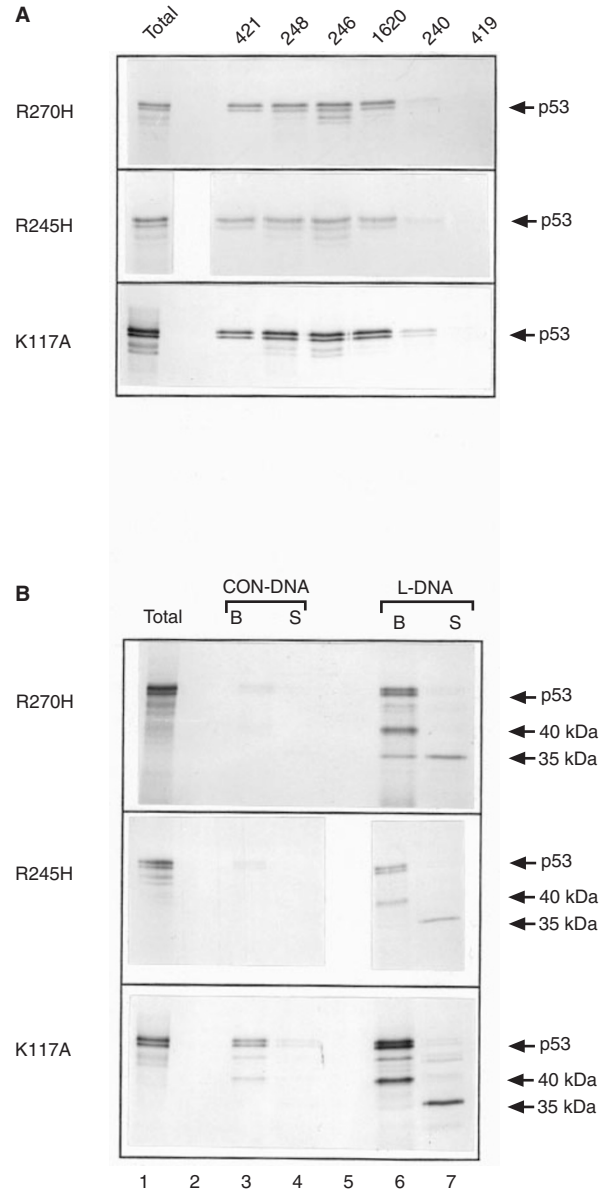 A
Total 421 248 246 1620 240 419
R270H p53
R245H p53
K117A p53
B
CON-DNA L-DNA
Total B S B S
R270H p53
40 kDa
35 kDa
R245H p53
40 kDa
35 kDa
K117A p53
40 kDa
35 kDa
1 2 3 4 5 6 7